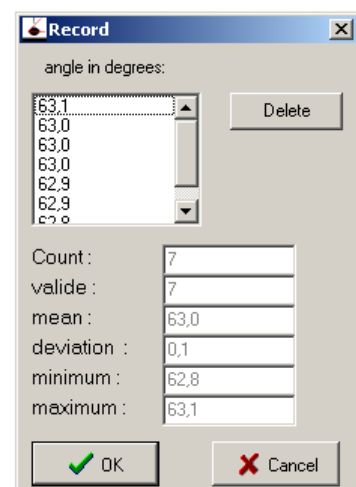 Record
angle in degrees:
63,1
63,0
63,0
63,0
62,9
62,9
Delete
Count :
7
valide :
7
mean :
63,0
deviation :
0,1
minimum :
62,8
maximum :
63,1
OK
Cancel